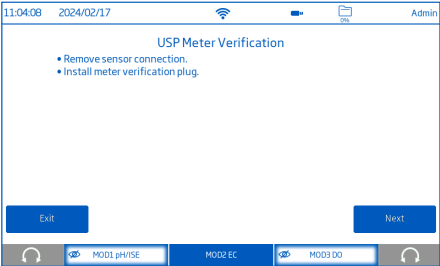 11:04:08 2024/02/17 0% Admin
USP Meter Verification
• Remove sensor connection.
• Install meter verification plug.
Exit Next
MOD1 pH/ISE MOD2 EC MOD3 DO